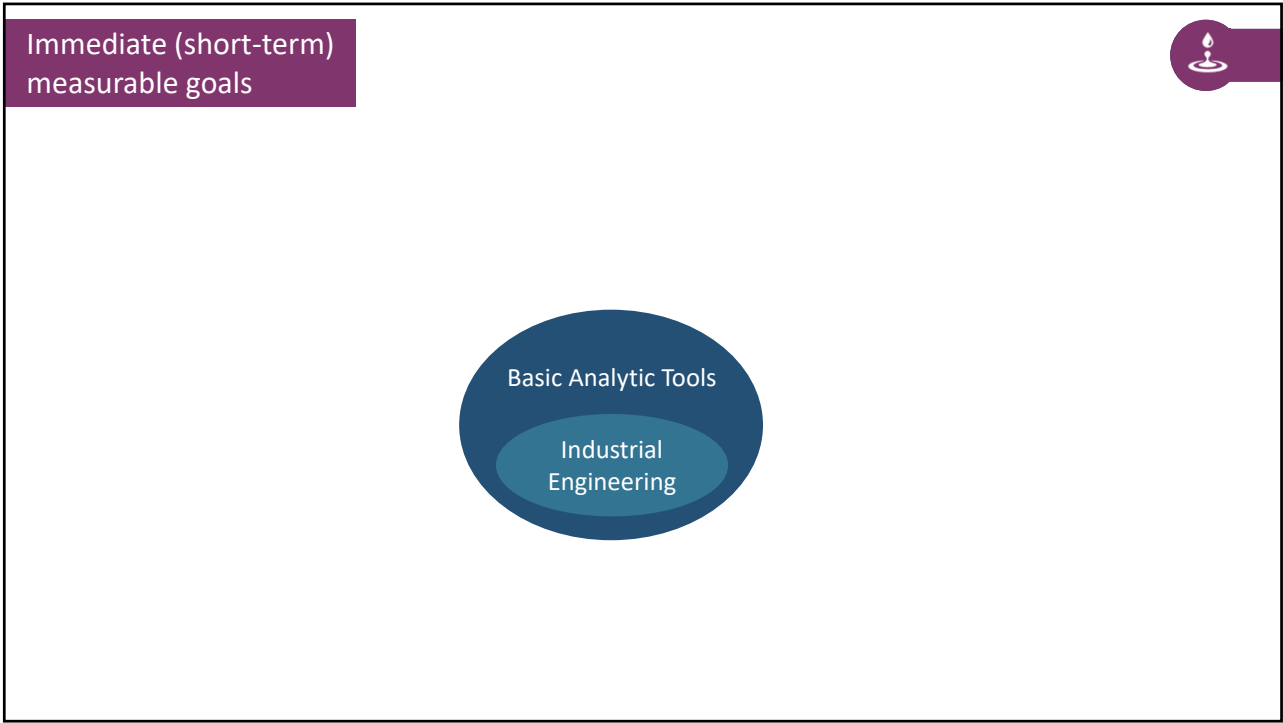 Immediate (short-term)
measurable goals
Basic Analytic Tools
Industrial
Engineering